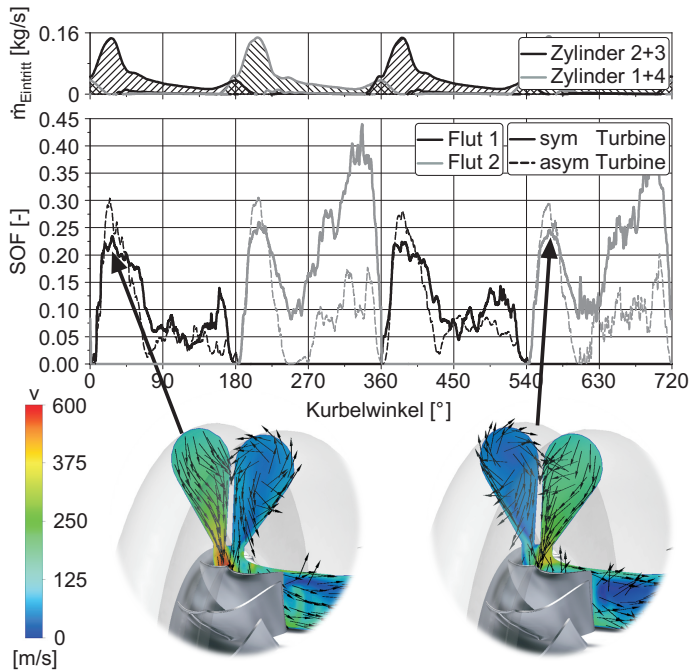 ṁEintritt [kg/s]
0.16
0
Zylinder 2+3
Zylinder 1+4
SOF [-]
0.45
0.40
0.35
0.30
0.25
0.20
0.15
0.10
0.05
0.00
Flut 1
Flut 2
sym Turbine
asym Turbine
0 90 180 270 360 450 540 630 720
Kurbelwinkel [°]
v
600
375
250
125
0
[m/s]